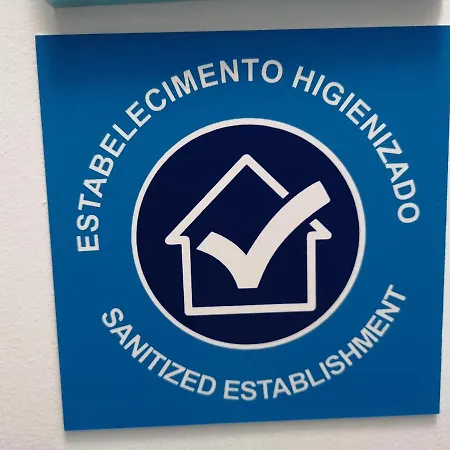 ESTABELECIMENTO HIGIENIZADO
SANITIZED ESTABLISHMENT